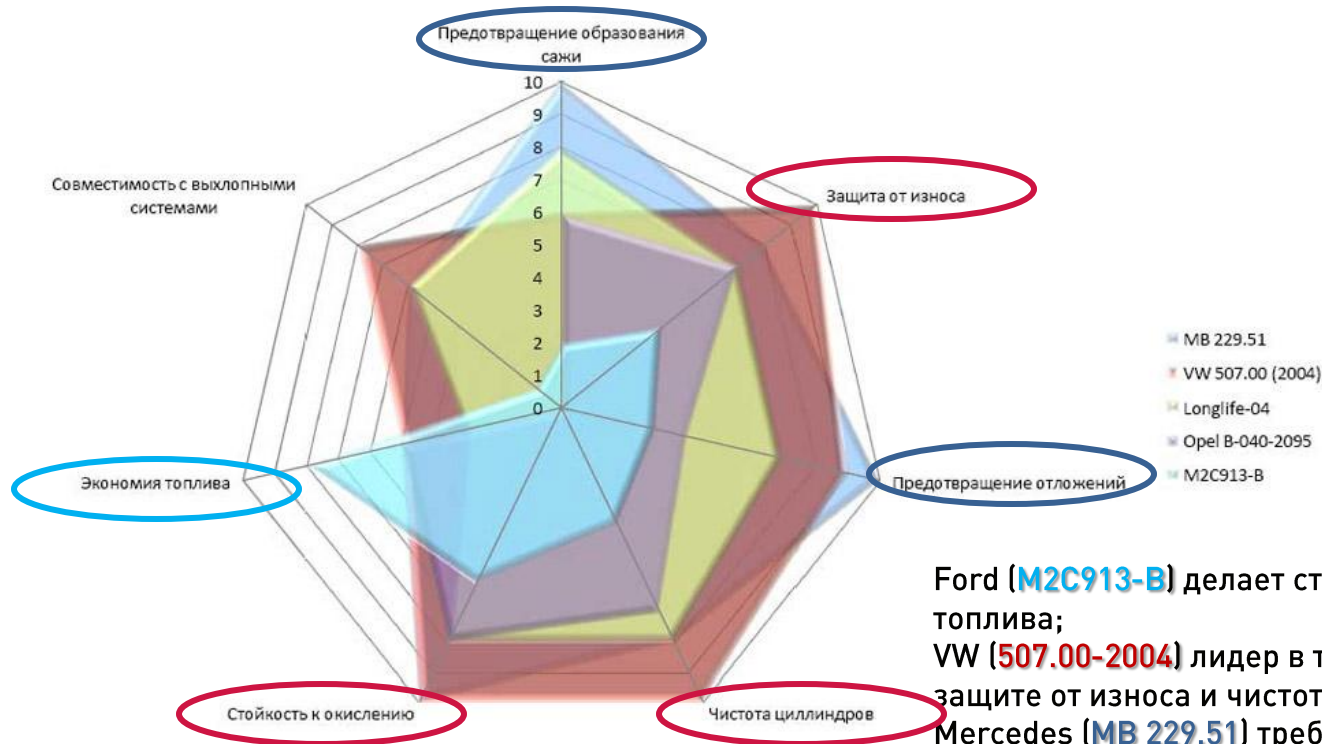 Предотвращение образования
сажи
10
9
8
7
6
5
4
3
2
1
0
Совместимость с выхлопными
системами
Защита от износа
MB 229.51
VW 507.00 (2004)
Longlife-04
Opel B-040-2095
M2C913-B
Экономия топлива
Предотвращение отложений
Стойкость к окислению
Чистота циллиндров
Ford (M2C913-B) делает ст
топлива;
VW (507.00-2004) лидер в т
защите от износа и чистот
Mercedes (MB 229.51) треб